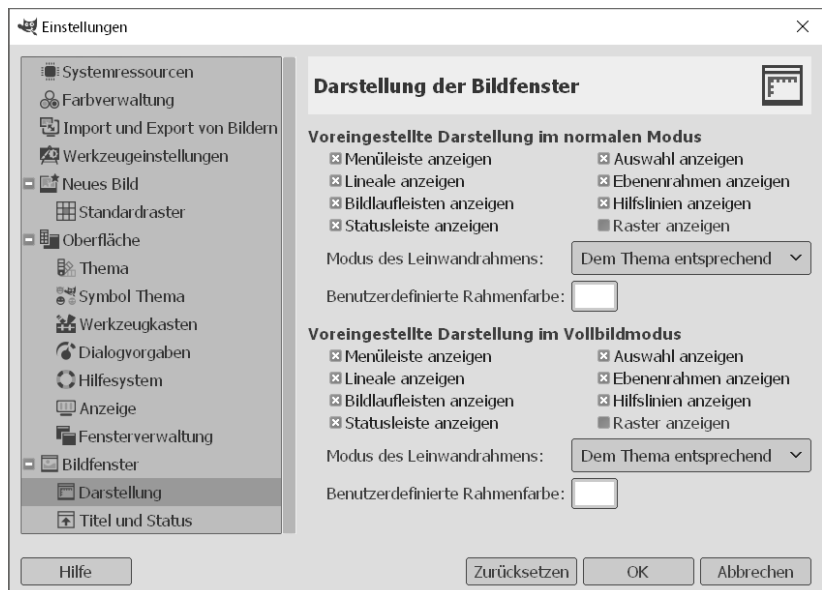 Einstellungen
Systemressourcen
Farbverwaltung
Import und Export von Bildern
Werkzeugeinstellungen
Neues Bild
Standardraster
Oberfläche
Thema
Symbol Thema
Werkzeugkasten
Dialogvorgaben
Hilfesystem
Anzeige
Fensterverwaltung
Bildfenster
Darstellung
Titel und Status
Darstellung der Bildfenster
Voreingestellte Darstellung im normalen Modus
Menüleiste anzeigen
Lineale anzeigen
Bildlaufleisten anzeigen
Statusleiste anzeigen
Auswahl anzeigen
Ebenenrahmen anzeigen
Hilfslinien anzeigen
Raster anzeigen
Modus des Leinwandrahmens: Dem Thema entsprechend
Benutzerdefinierte Rahmenfarbe:
Voreingestellte Darstellung im Vollbildmodus
Menüleiste anzeigen
Lineale anzeigen
Bildlaufleisten anzeigen
Statusleiste anzeigen
Auswahl anzeigen
Ebenenrahmen anzeigen
Hilfslinien anzeigen
Raster anzeigen
Modus des Leinwandrahmens: Dem Thema entsprechend
Benutzerdefinierte Rahmenfarbe:
Hilfe Zurücksetzen OK Abbrechen